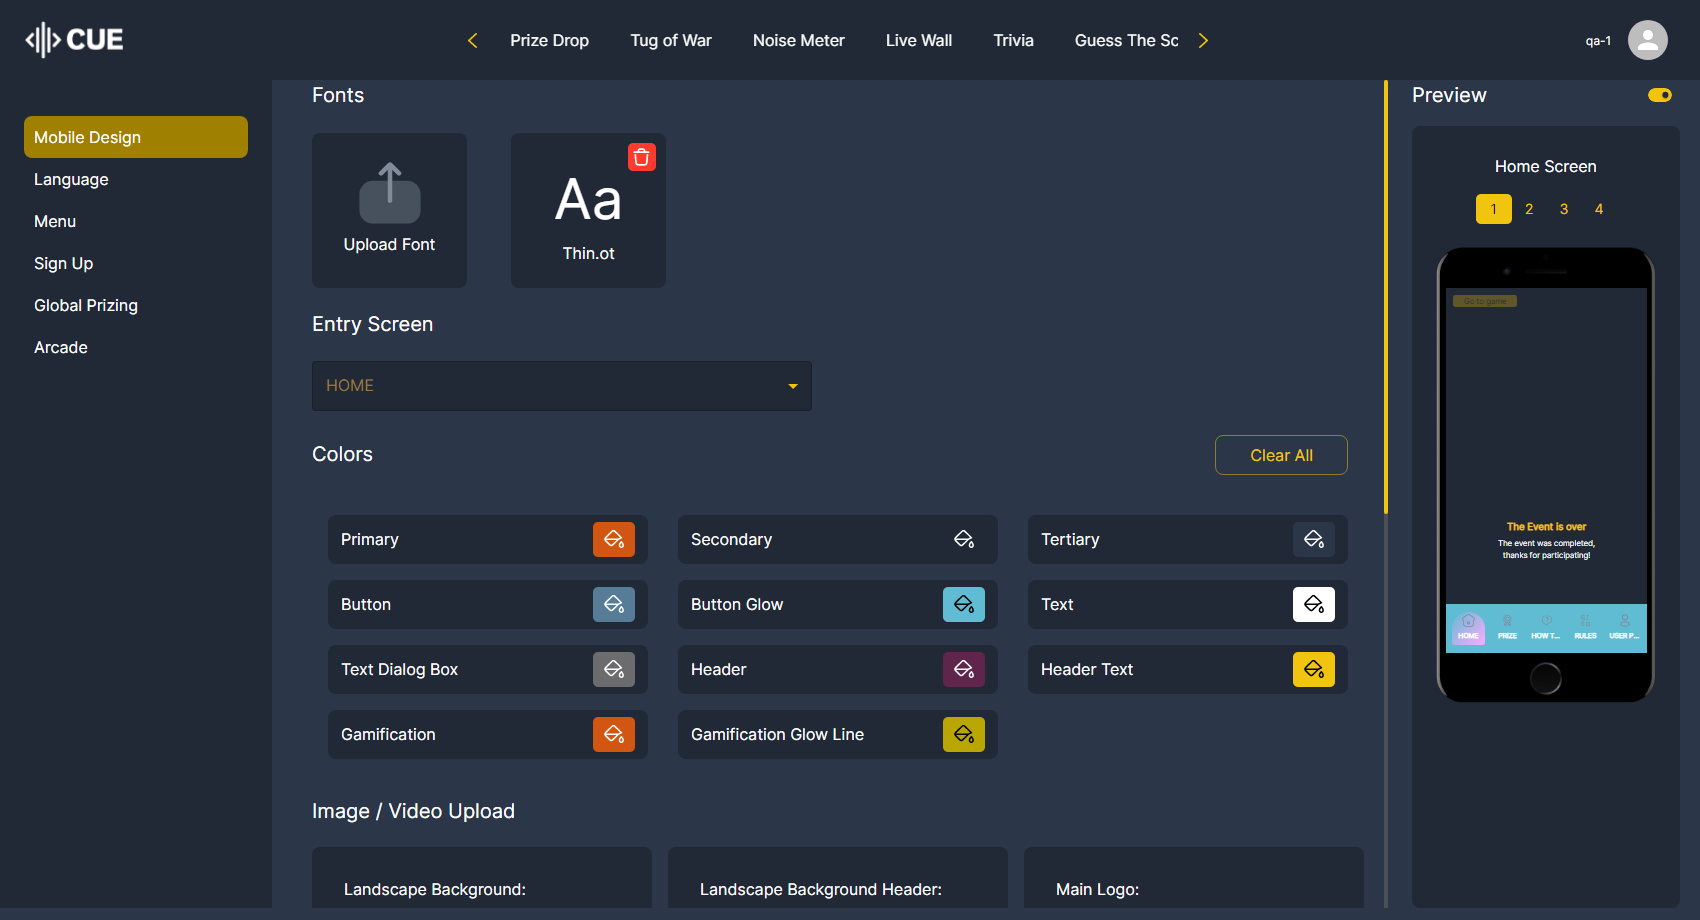 CUE
Prize Drop
Tug of War
Noise Meter
Live Wall
Trivia
Guess The Sc
qa-1
Mobile Design
Language
Menu
Sign Up
Global Prizing
Arcade
Fonts
Upload Font
Aa
Thin.ot
Entry Screen
HOME
Colors
Clear All
Primary
Secondary
Tertiary
Button
Button Glow
Text
Text Dialog Box
Header
Header Text
Gamification
Gamification Glow Line
Image / Video Upload
Landscape Background:
Landscape Background Header:
Main Logo:
Preview
Home Screen
1
2
3
4
Go to game
The Event is over
The event was completed,
thanks for participating!
HOME
PRIZE
HOW T...
RULES
USER P...